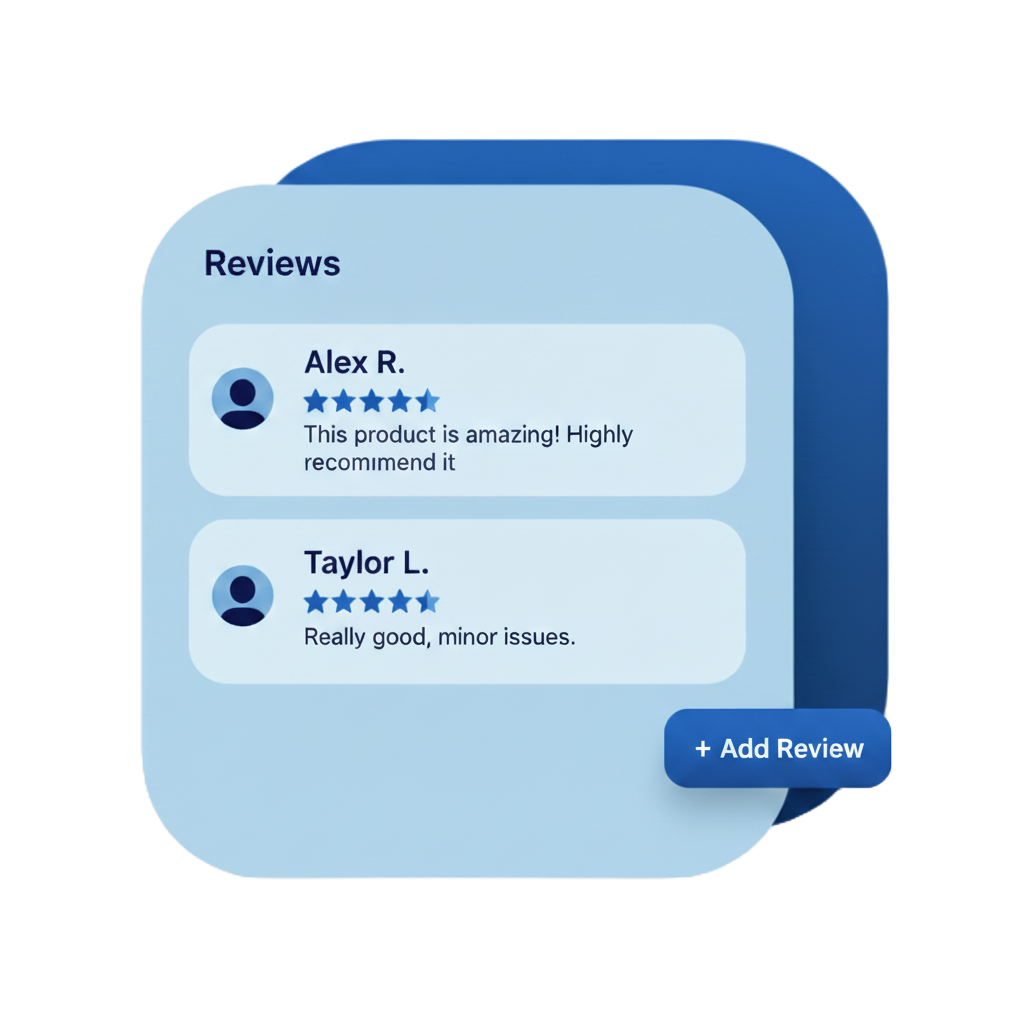 Reviews
Alex R.
This product is amazing! Highly
recommend it
Taylor L.
Really good, minor issues.
+ Add Review